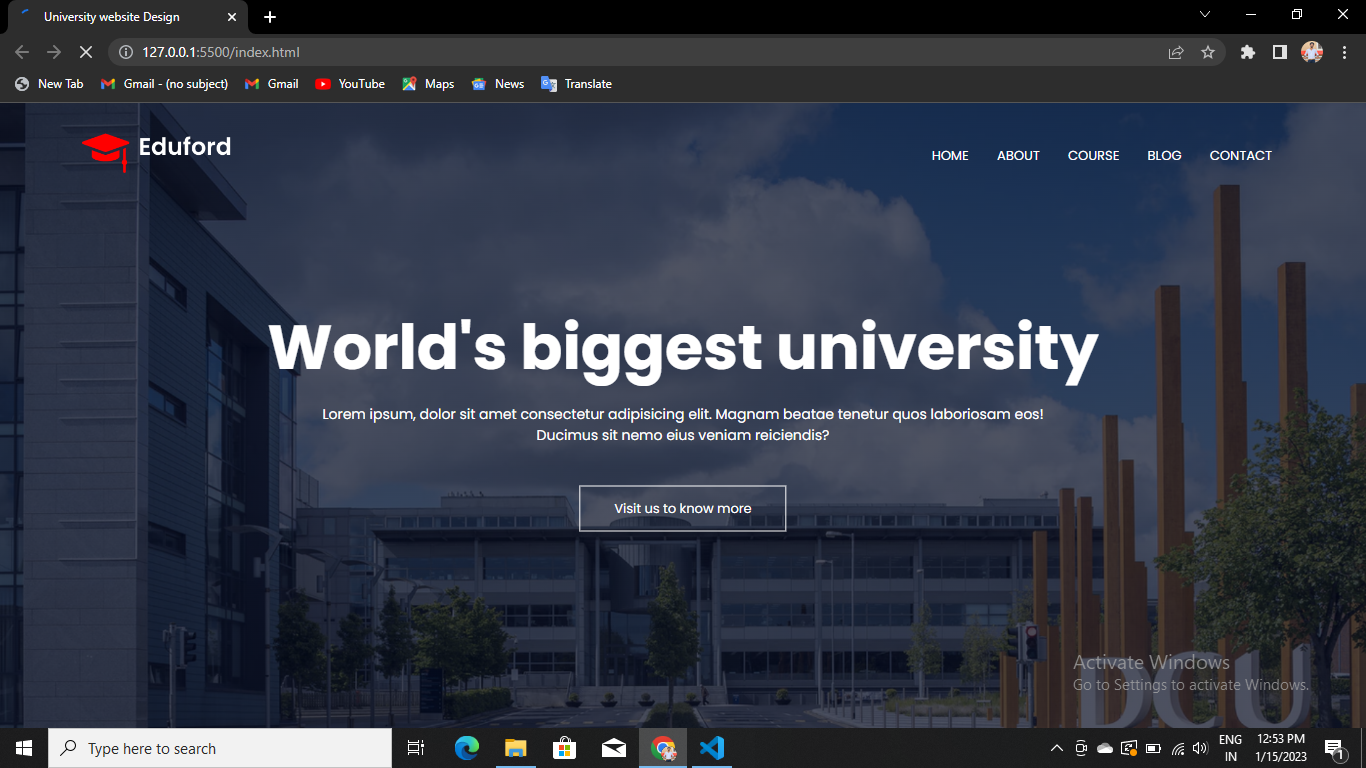 University website Design
127.0.0.1:5500/index.html
New Tab
Gmail - (no subject)
Gmail
YouTube
Maps
News
Translate
Eduford
HOME
ABOUT
COURSE
BLOG
CONTACT
World's biggest university
Lorem ipsum, dolor sit amet consectetur adipisicing elit. Magnam beatae tenetur quos laboriosam eos!
Ducimus sit nemo eius veniam reiciendis?
Visit us to know more
DCU
Activate Windows
Go to Settings to activate Windows.
Type here to search
ENG
IN
12:53 PM
1/15/2023
1